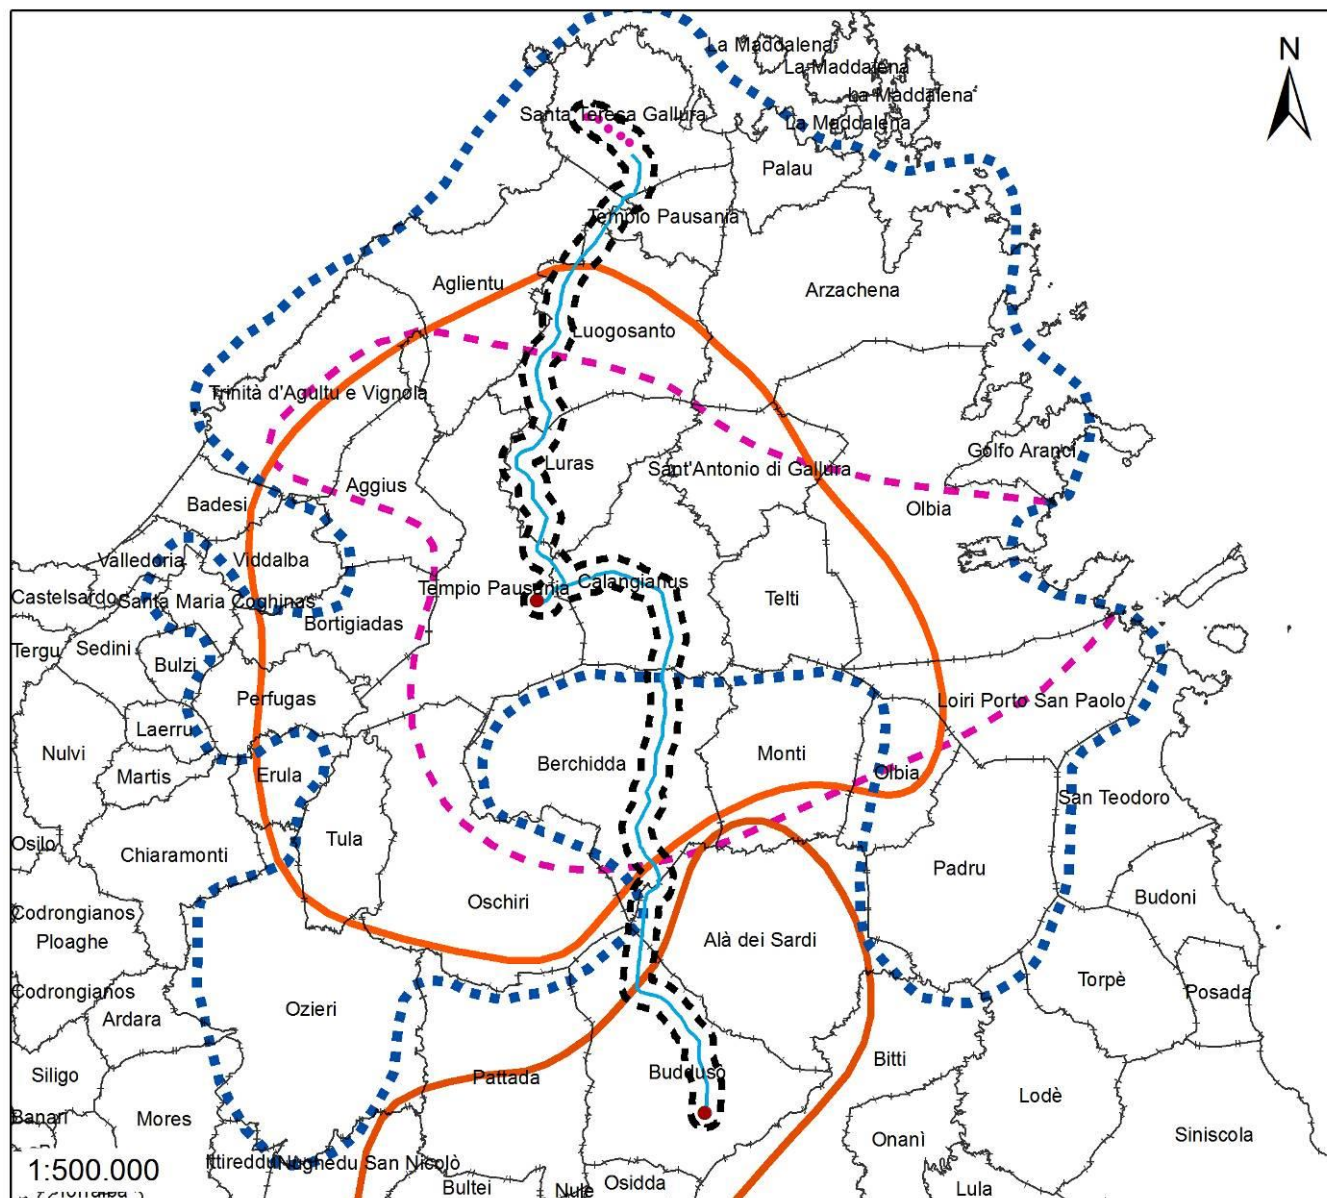 La Maddalena
N
La Maddalena
La Maddalena
Santa Teresa Gallura
La Maddalena
Palau
Tempio Pausania
Aglientu
Arzachena
Luogosanto
Trinità d'Agultu e Vignola
Golfo Aranci
Luras
Sant'Antonio di Gallura
Aggius
Badesi
Olbia
Valledoria
Viddalba
Calangianus
Tempio Pausania
Castelsardo
Santa Maria Coghinas
Telti
Bortigiadas
Tergu
Sedini
Bulzi
Perfugas
Loiri Porto San Paolo
Laerru
Nulvi
Monti
Berchidda
Martis
Erula
Olbia
San Teodoro
Osilo
Tula
Chiaramonti
Padru
Budoni
Oschiri
Codrongianos
Ploaghe
Alà dei Sardi
Torpè
Posada
Codrongianos
Ozieri
Ardara
Bitti
Siligo
Pattada
Buddusò
Lodè
Banari
Mores
Siniscola
Onanì
1:500.000
Ittireddu
Nughedu San Nicolò
Bultei
Nule
Osidda
Lula